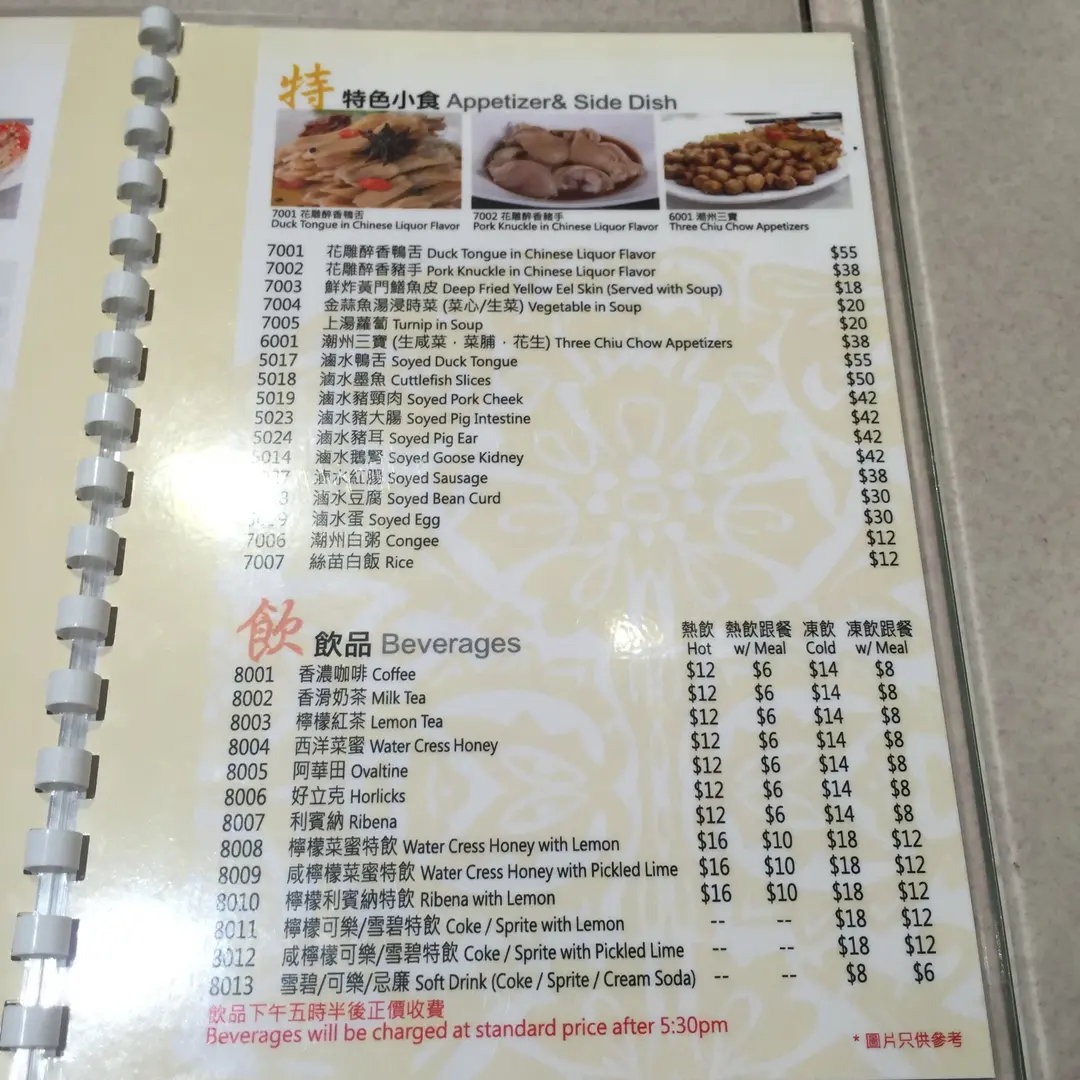 特 特色小食 Appetizer& Side Dish
7001 花雕醉香鴨舌
Duck Tongue in Chinese Liquor Flavor
7002 花雕醉香豬手
Pork Knuckle in Chinese Liquor Flavor
6001 潮州三寶
Three Chiu Chow Appetizers
7001 花雕醉香鴨舌 Duck Tongue in Chinese Liquor Flavor $55
7002 花雕醉香豬手 Pork Knuckle in Chinese Liquor Flavor $38
7003 鮮炸黃門鱔魚皮 Deep Fried Yellow Eel Skin (Served with Soup) $18
7004 金蒜魚湯浸時菜 (菜心/生菜) Vegetable in Soup $20
7005 上湯蘿蔔 Turnip in Soup $20
6001 潮州三寶 (生咸菜．菜脯．花生) Three Chiu Chow Appetizers $38
5017 滷水鴨舌 Soyed Duck Tongue $55
5018 滷水墨魚 Cuttlefish Slices $50
5019 滷水豬頸肉 Soyed Pork Cheek $42
5023 滷水豬大腸 Soyed Pig Intestine $42
5024 滷水豬耳 Soyed Pig Ear $42
5014 滷水鵝腎 Soyed Goose Kidney $42
滷水紅腸 Soyed Sausage $38
滷水豆腐 Soyed Bean Curd $30
滷水蛋 Soyed Egg $30
7006 潮州白粥 Congee $12
7007 絲苗白飯 Rice $12
飲 飲品 Beverages
熱飲 熱飲跟餐 凍飲 凍飲跟餐
Hot w/ Meal Cold w/ Meal
8001 香濃咖啡 Coffee $12 $6 $14 $8
8002 香滑奶茶 Milk Tea $12 $6 $14 $8
8003 檸檬紅茶 Lemon Tea $12 $6 $14 $8
8004 西洋菜蜜 Water Cress Honey $12 $6 $14 $8
8005 阿華田 Ovaltine $12 $6 $14 $8
8006 好立克 Horlicks $12 $6 $14 $8
8007 利賓納 Ribena $12 $6 $14 $8
8008 檸檬菜蜜特飲 Water Cress Honey with Lemon $16 $10 $18 $12
8009 咸檸檬菜蜜特飲 Water Cress Honey with Pickled Lime $16 $10 $18 $12
8010 檸檬利賓納特飲 Ribena with Lemon $16 $10 $18 $12
8011 檸檬可樂/雪碧特飲 Coke / Sprite with Lemon -- -- $18 $12
8012 咸檸檬可樂/雪碧特飲 Coke / Sprite with Pickled Lime -- -- $18 $12
8013 雪碧/可樂/忌廉 Soft Drink (Coke / Sprite / Cream Soda) -- -- $8 $6
飲品下午五時半後正價收費
Beverages will be charged at standard price after 5:30pm
* 圖片只供參考